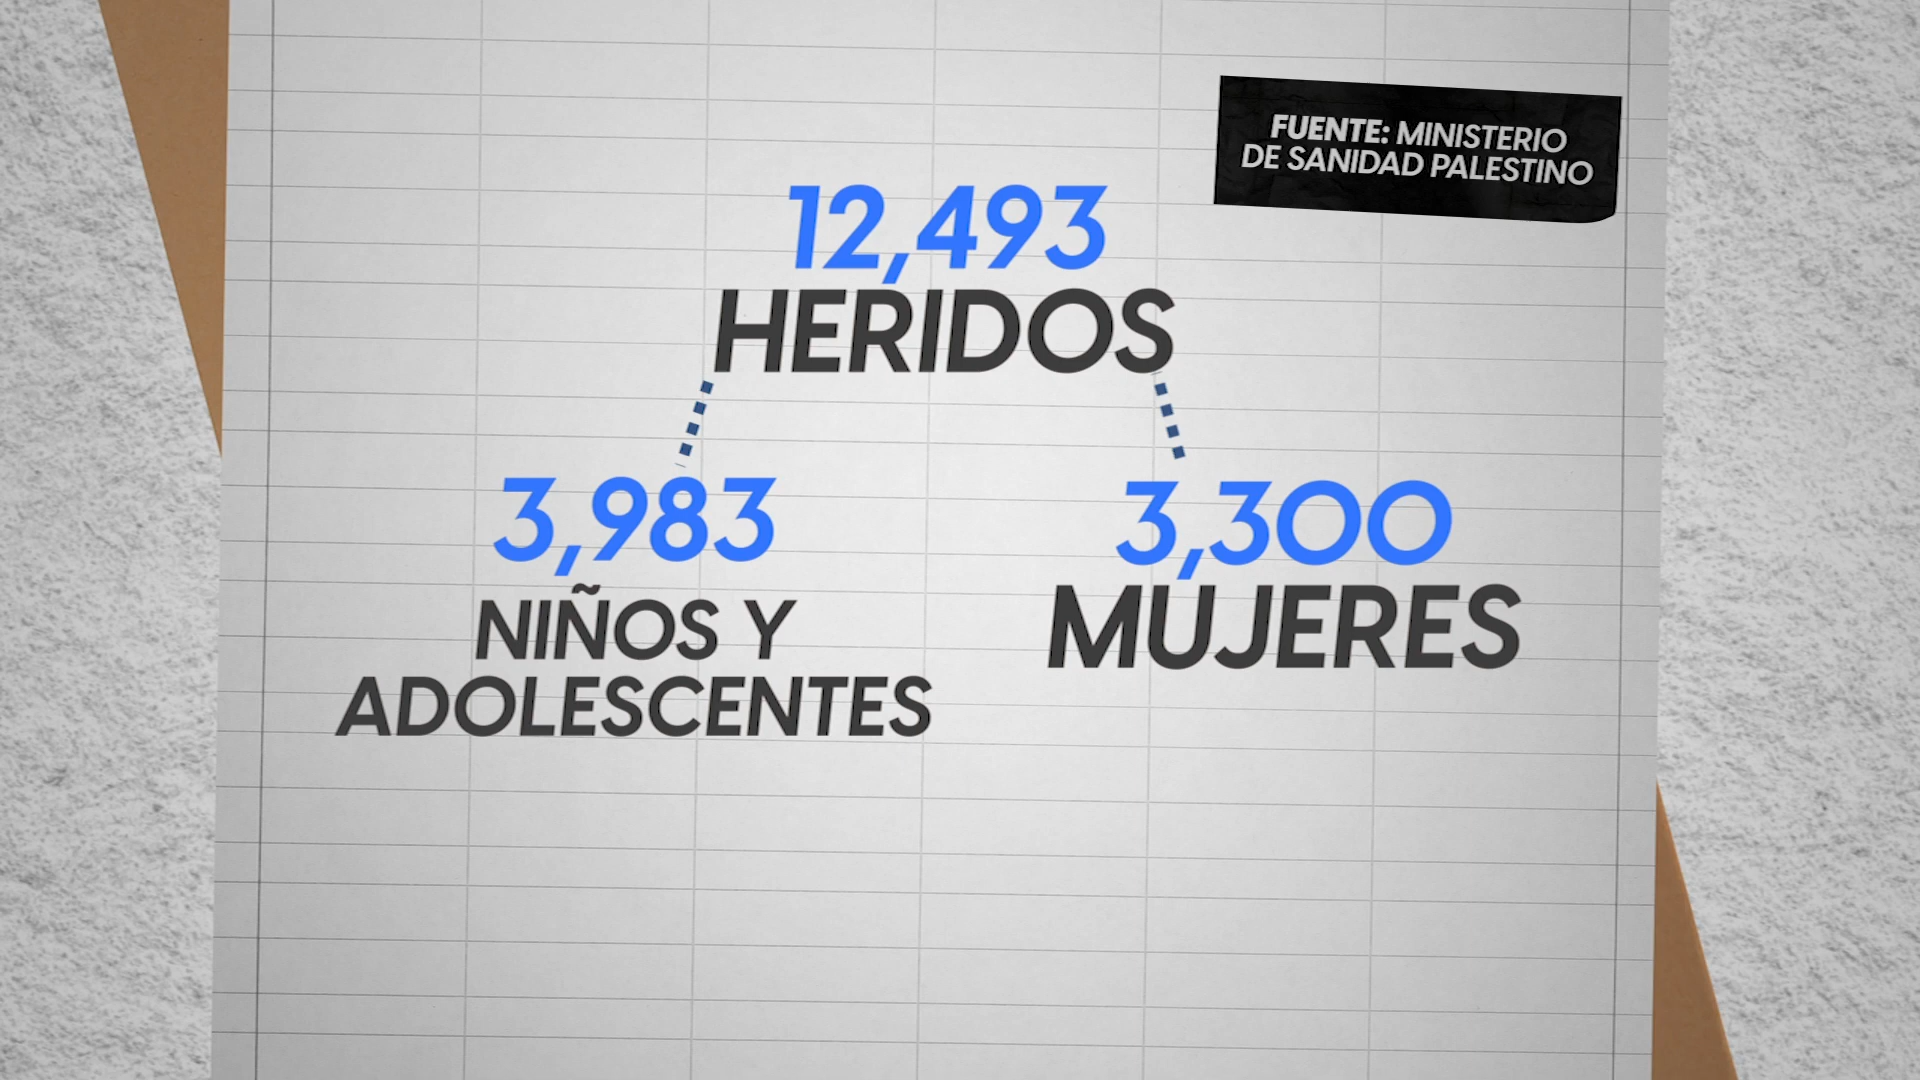 FUENTE: MINISTERIO
DE SANIDAD PALESTINO
12,493
HERIDOS
3,983
NIÑOS Y
ADOLESCENTES
3,300
MUJERES